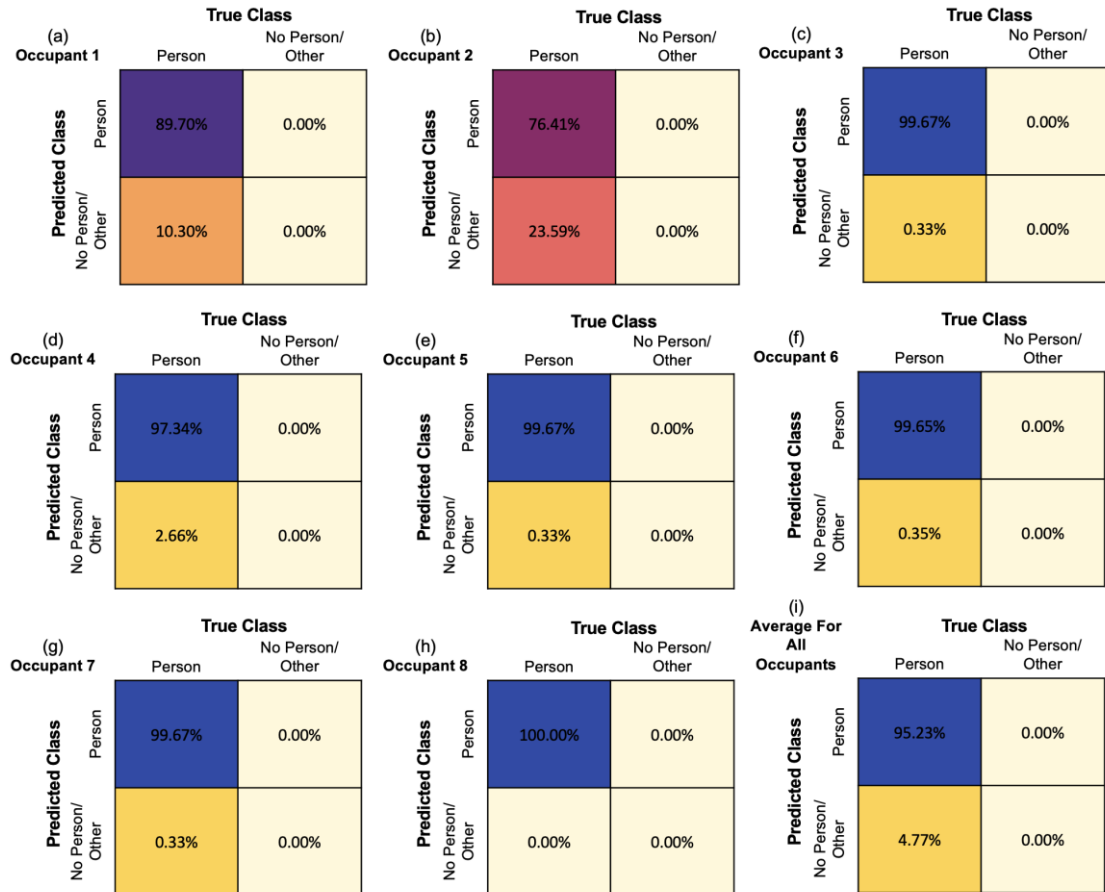 True Class
(a)
Occupant 1
Person
No Person/
Other
Predicted Class
Person
89.70%
0.00%
No Person/
Other
10.30%
0.00%
True Class
(b)
Occupant 2
Person
No Person/
Other
Predicted Class
Person
76.41%
0.00%
No Person/
Other
23.59%
0.00%
True Class
(c)
Occupant 3
Person
No Person/
Other
Predicted Class
Person
99.67%
0.00%
No Person/
Other
0.33%
0.00%
True Class
(d)
Occupant 4
Person
No Person/
Other
Predicted Class
Person
97.34%
0.00%
No Person/
Other
2.66%
0.00%
True Class
(e)
Occupant 5
Person
No Person/
Other
Predicted Class
Person
99.67%
0.00%
No Person/
Other
0.33%
0.00%
True Class
(f)
Occupant 6
Person
No Person/
Other
Predicted Class
Person
99.65%
0.00%
No Person/
Other
0.35%
0.00%
True Class
(g)
Occupant 7
Person
No Person/
Other
Predicted Class
Person
99.67%
0.00%
No Person/
Other
0.33%
0.00%
True Class
(h)
Occupant 8
Person
No Person/
Other
Predicted Class
Person
100.00%
0.00%
No Person/
Other
0.00%
0.00%
(i)
Average For
All
Occupants
True Class
Person
No Person/
Other
Predicted Class
Person
95.23%
0.00%
No Person/
Other
4.77%
0.00%